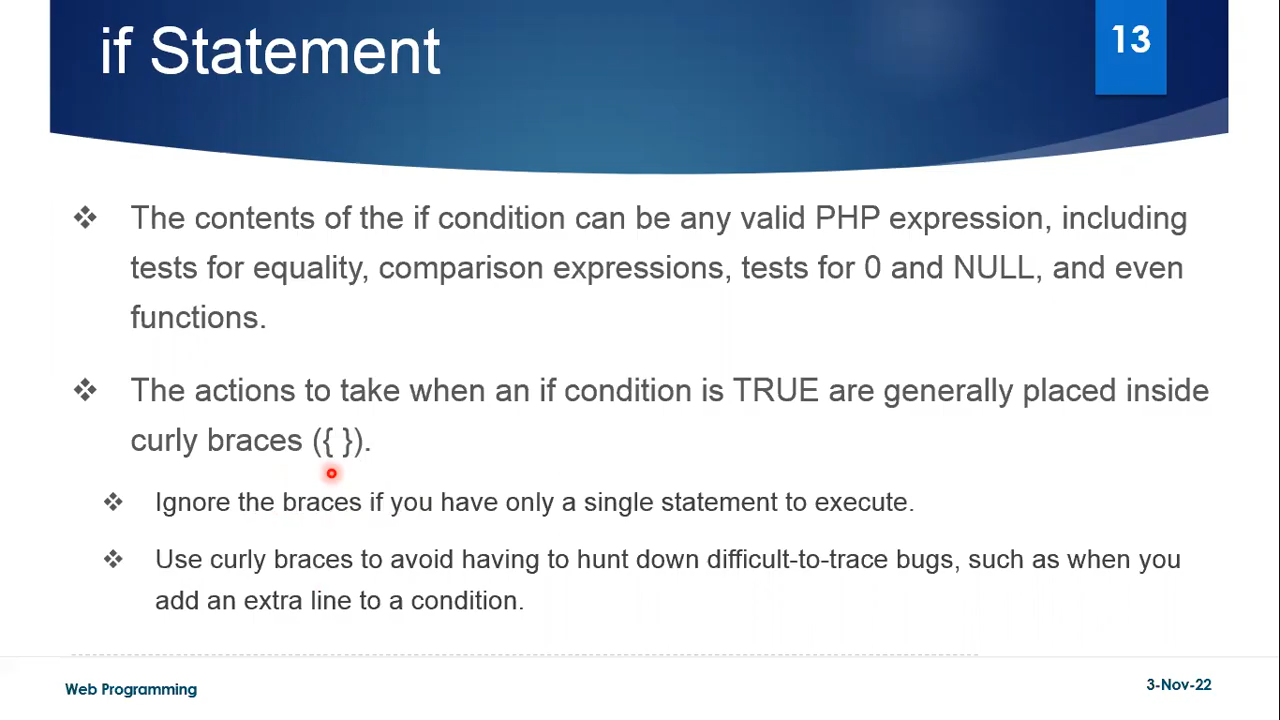 if Statement
13
❖ The contents of the if condition can be any valid PHP expression, including
tests for equality, comparison expressions, tests for 0 and NULL, and even
functions.
❖ The actions to take when an if condition is TRUE are generally placed inside
curly braces ({ }).
❖ Ignore the braces if you have only a single statement to execute.
❖ Use curly braces to avoid having to hunt down difficult-to-trace bugs, such as when you
add an extra line to a condition.
Web Programming
3-Nov-22